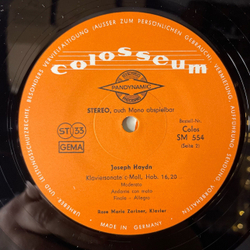 Colosseum
PANDYNAMIC
STEREO, auch Mono abspielbar
ST 33
GEMA
Bestell-Nr.
Colos
SM 554
(Seite 2)
Joseph Haydn
Klaviersonate c-Moll, Hob. 16, 20
Moderato
Andante con moto
Finale - Allegro
Rose Marie Zartner, Klavier
Made in W. Germany